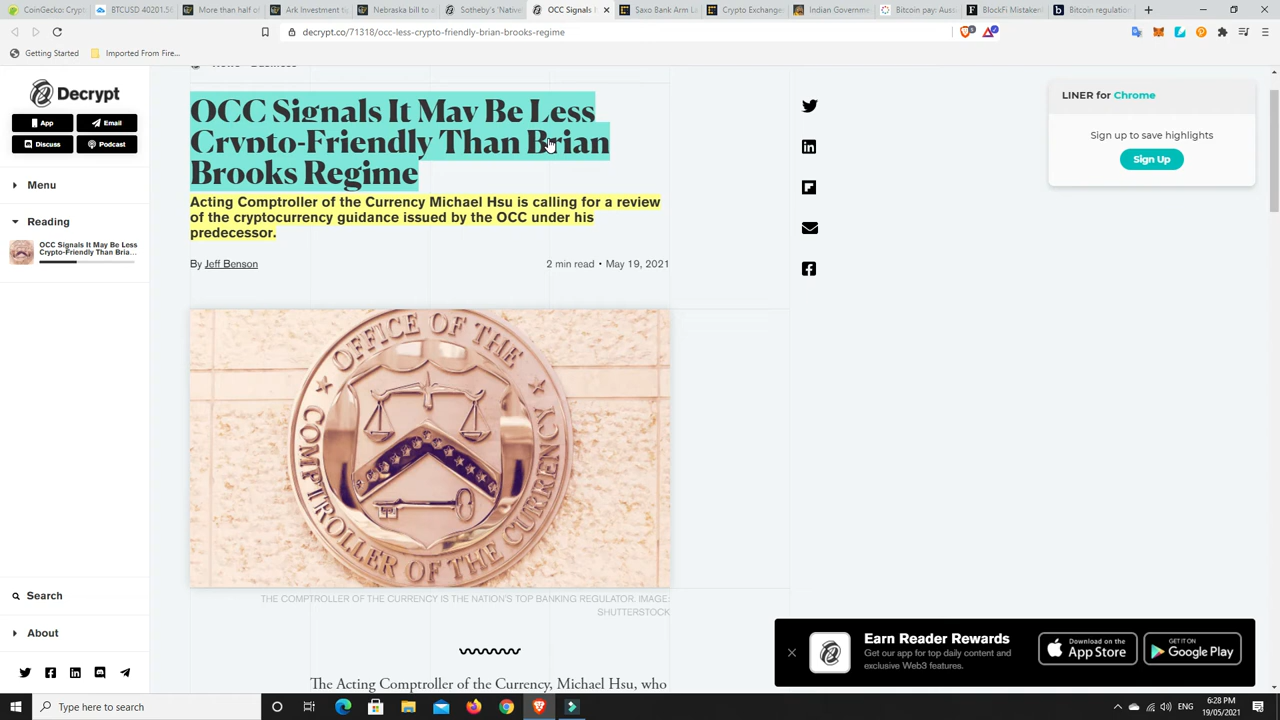 CoinGecko: Crypto
BTCUSD 40201.5
More than half of
Ark Investment ti
Nebraska bill to a
Sotheby's 'Native
OCC Signals I
Saxo Bank Arm La
Crypto Exchange
Indian Governme
Bitcoin pay: Auss
BlockFi Mistaken
Bitcoin regulation
decrypt.co/71318/occ-less-crypto-friendly-brian-brooks-regime
Getting Started
Imported From Fire...
Decrypt
App
Email
Discuss
Podcast
Menu
Reading
OCC Signals It May Be Less
Crypto-Friendly Than Bria...
Search
About
News
Business
OCC Signals It May Be Less
Crypto-Friendly Than Brian
Brooks Regime
Acting Comptroller of the Currency Michael Hsu is calling for a review
of the cryptocurrency guidance issued by the OCC under his
predecessor.
By Jeff Benson
2 min read • May 19, 2021
OFFICE OF THE
COMPTROLLER OF THE CURRENCY
THE COMPTROLLER OF THE CURRENCY IS THE NATION'S TOP BANKING REGULATOR. IMAGE:
SHUTTERSTOCK
The Acting Comptroller of the Currency, Michael Hsu, who
LINER for Chrome
Sign up to save highlights
Sign Up
Earn Reader Rewards
Get our app for top daily content and
exclusive Web3 features.
Download on the
App Store
GET IT ON
Google Play
Type here to search
ENG
6:28 PM
19/05/2021